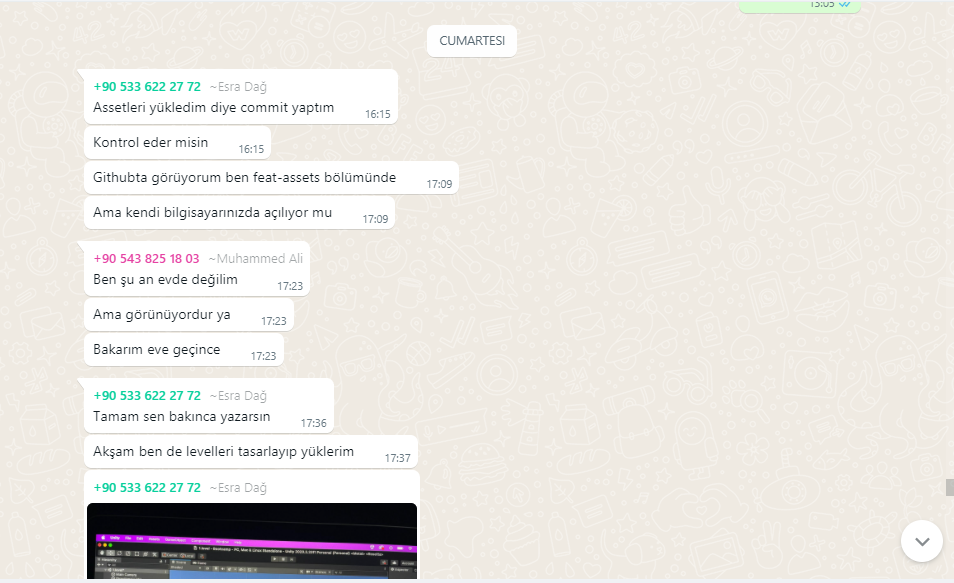 13:05
CUMARTESI
+90 533 622 27 72 ~Esra Dağ
Assetleri yükledim diye commit yaptım
16:15
Kontrol eder misin
16:15
Githubta görüyorum ben feat-assets bölümünde
17:09
Ama kendi bilgisayarınızda açılıyor mu
17:09
+90 543 825 18 03 ~Muhammed Ali
Ben şu an evde değilim
17:23
Ama görünüyordur ya
17:23
Bakarım eve geçince
17:23
+90 533 622 27 72 ~Esra Dağ
Tamam sen bakınca yazarsın
17:36
Akşam ben de levelleri tasarlayıp yüklerim
17:37
+90 533 622 27 72 ~Esra Dağ